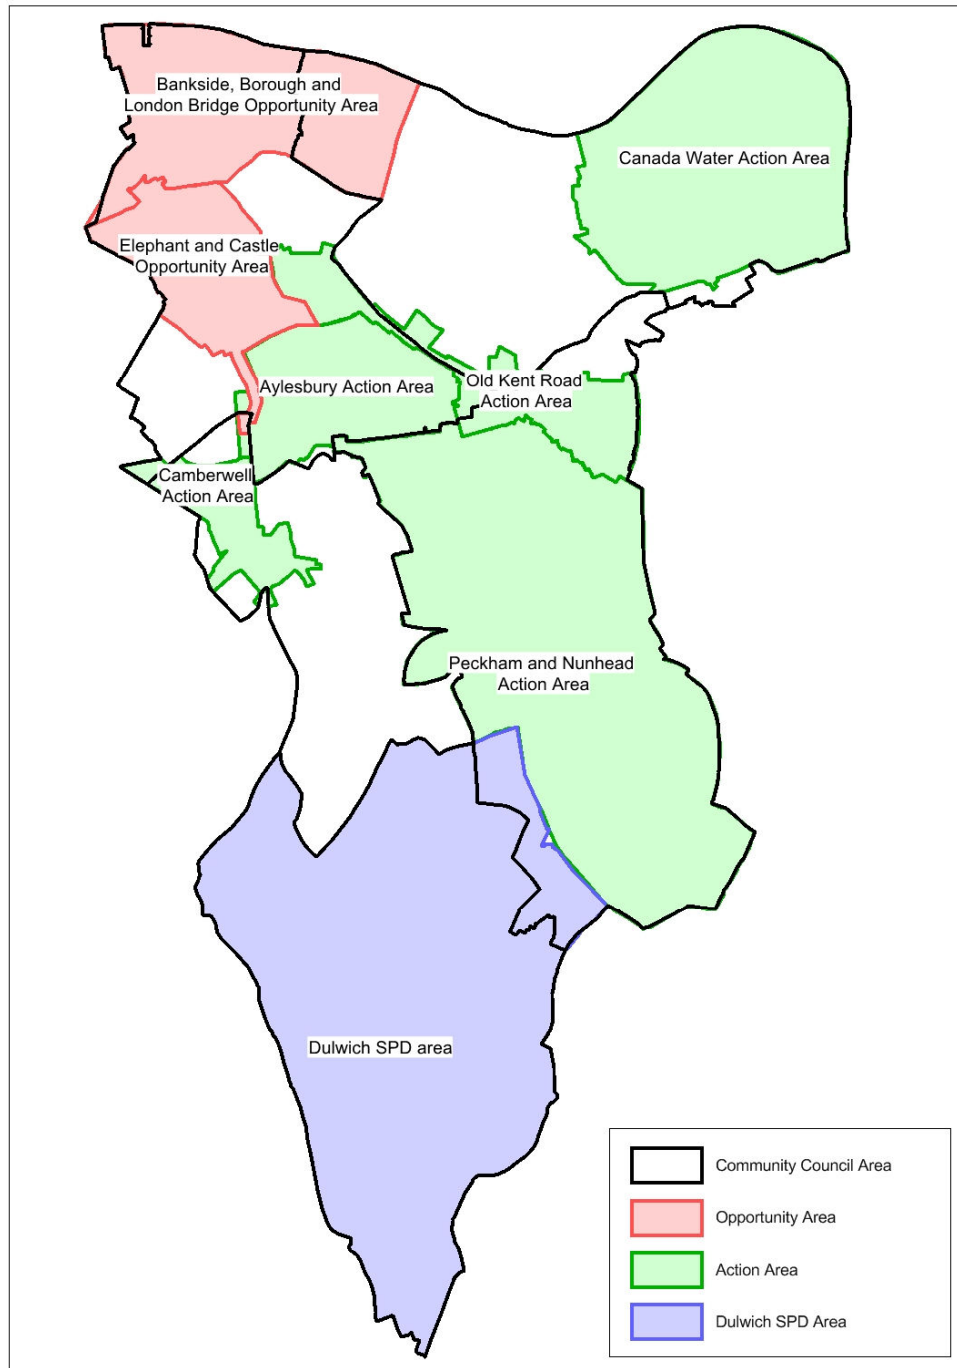 Bankside, Borough and
London Bridge Opportunity Area
Canada Water Action Area
Elephant and Castle
Opportunity Area
Aylesbury Action Area
Old Kent Road
Action Area
Camberwell
Action Area
Peckham and Nunhead
Action Area
Dulwich SPD area
Community Council Area
Opportunity Area
Action Area
Dulwich SPD Area